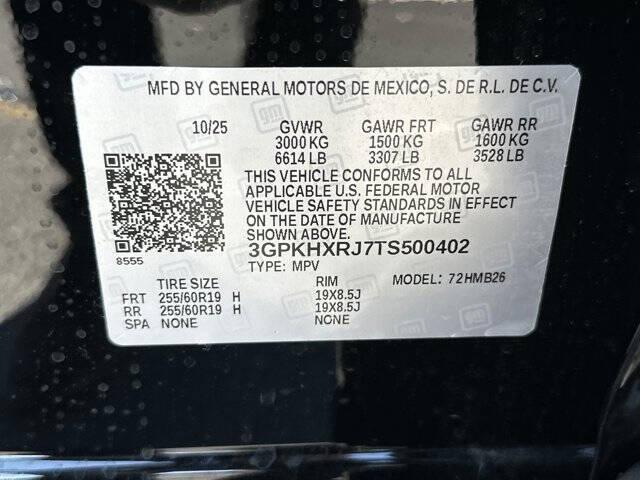 MFD BY GENERAL MOTORS DE MEXICO, S. DE R.L. DE C.V.
10/25 GVWR GAWR FRT GAWR RR
3000 KG 1500 KG 1600 KG
6614 LB 3307 LB 3528 LB
THIS VEHICLE CONFORMS TO ALL
APPLICABLE U.S. FEDERAL MOTOR
VEHICLE SAFETY STANDARDS IN EFFECT
ON THE DATE OF MANUFACTURE
SHOWN ABOVE.
8555 3GPKHXRJ7TS500402
TYPE: MPV MODEL: 72HMB26
TIRE SIZE RIM
FRT 255/60R19 H 19X8.5J
RR 255/60R19 H 19X8.5J
SPA NONE NONE